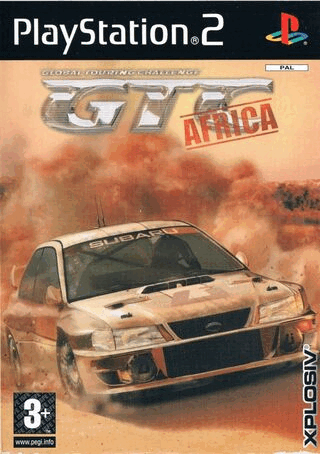 PlayStation®2
PAL
GLOBAL TOURING CHALLENGE
GTC
AFRICA
SUBARU
XPLOSIV
3+
www.pegi.info